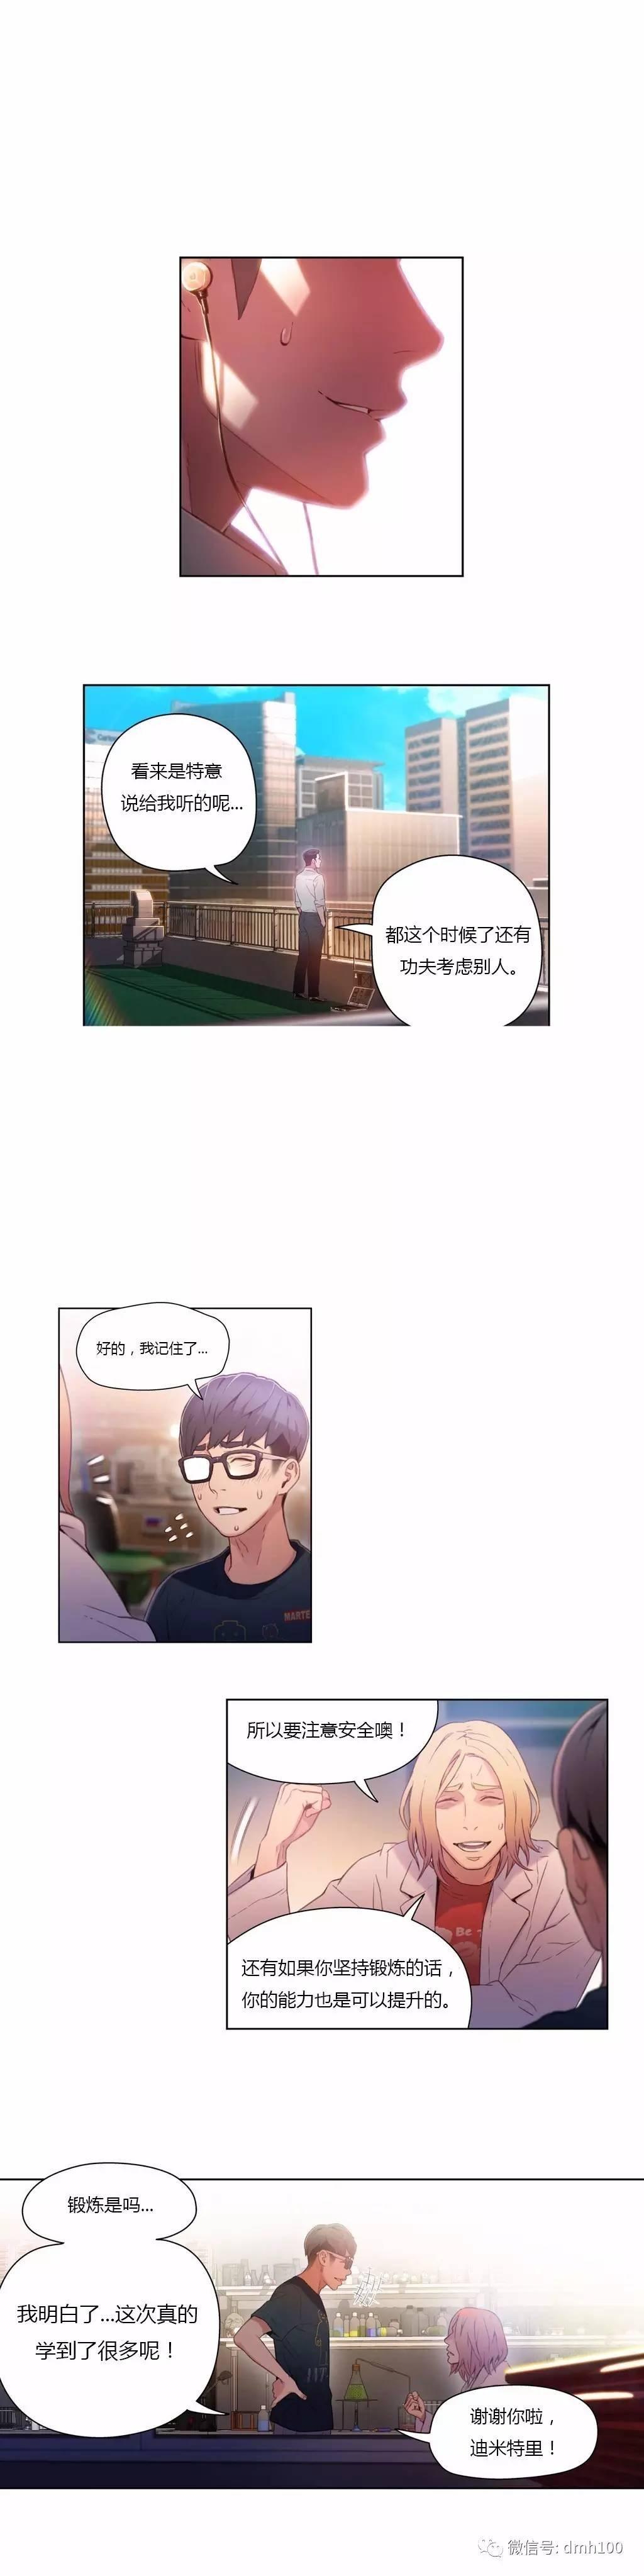 看来是特意
说给我听的呢...
都这个时候了还有
功夫考虑别人。
好的，我记住了...
MARTE
所以要注意安全噢！
Be
还有如果你坚持锻炼的话，
你的能力也是可以提升的。
锻炼是吗...
我明白了...这次真的
学到了很多呢！
谢谢你啦，
迪米特里！
微信号: dmh100